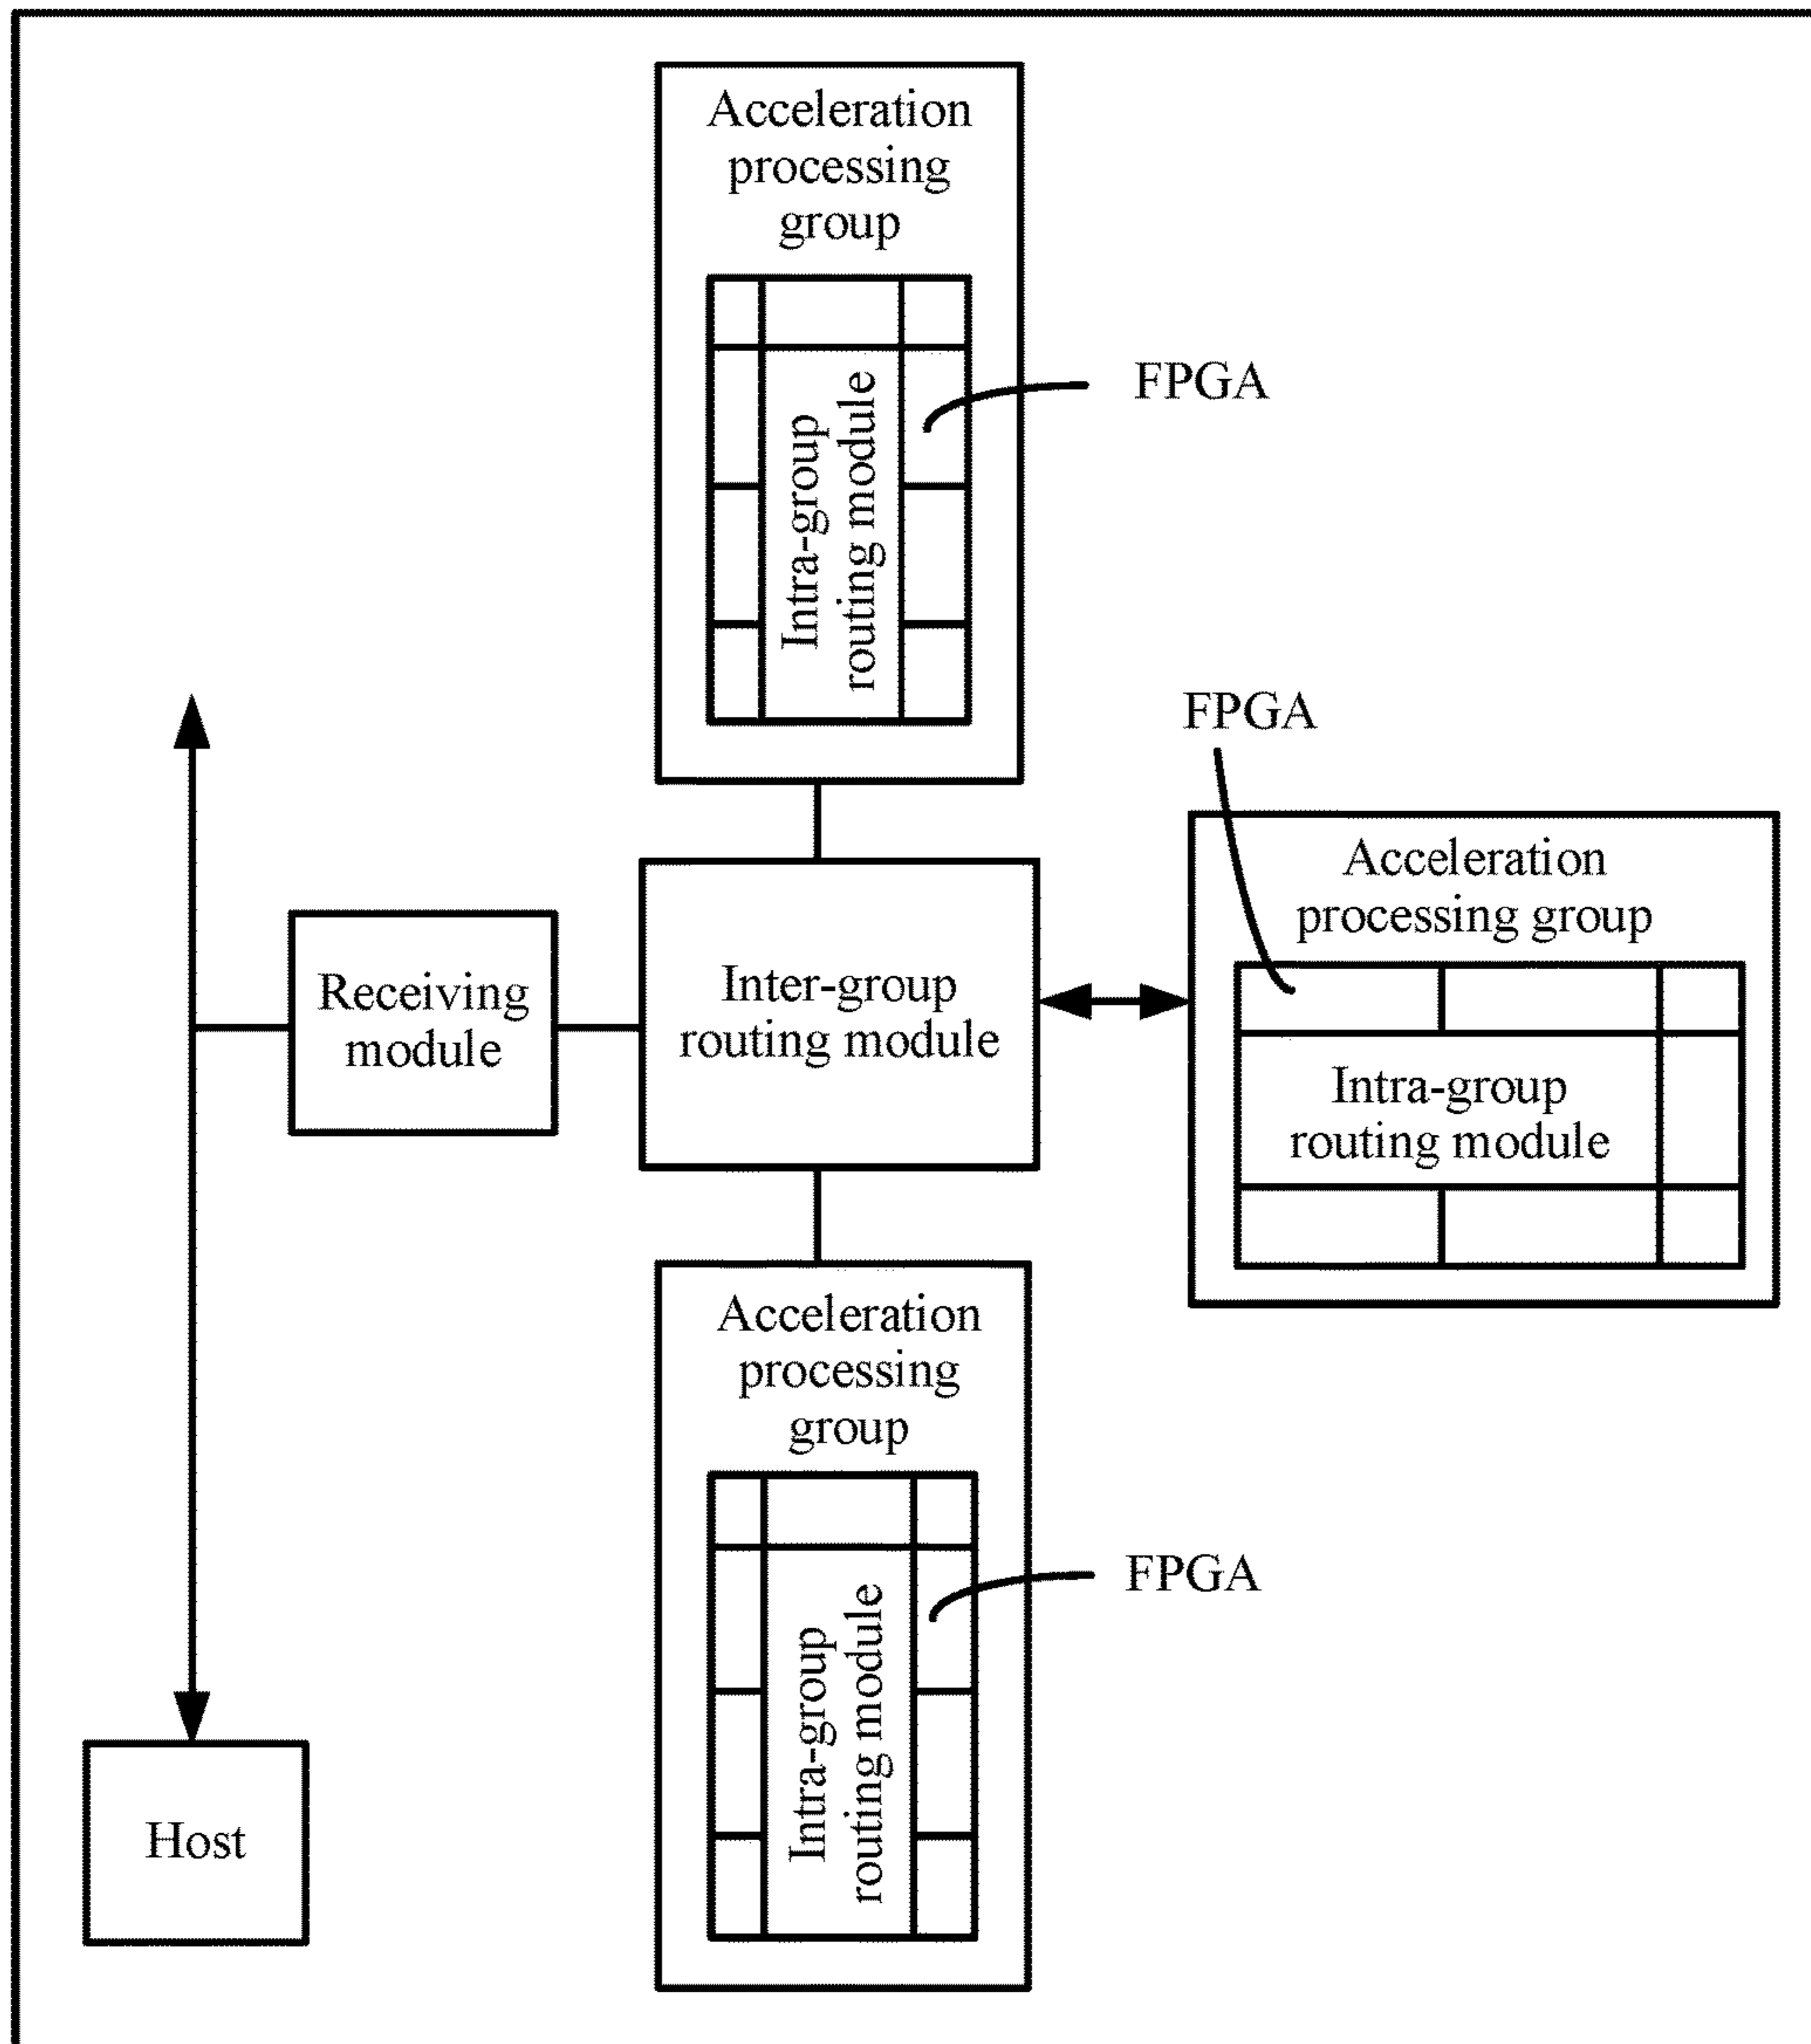 Acceleration
processing
group
Intra-group
routing module
FPGA
FPGA
Acceleration
processing group
Intra-group
routing module
Receiving
module
Inter-group
routing module
Acceleration
processing
group
Intra-group
routing module
FPGA
Host